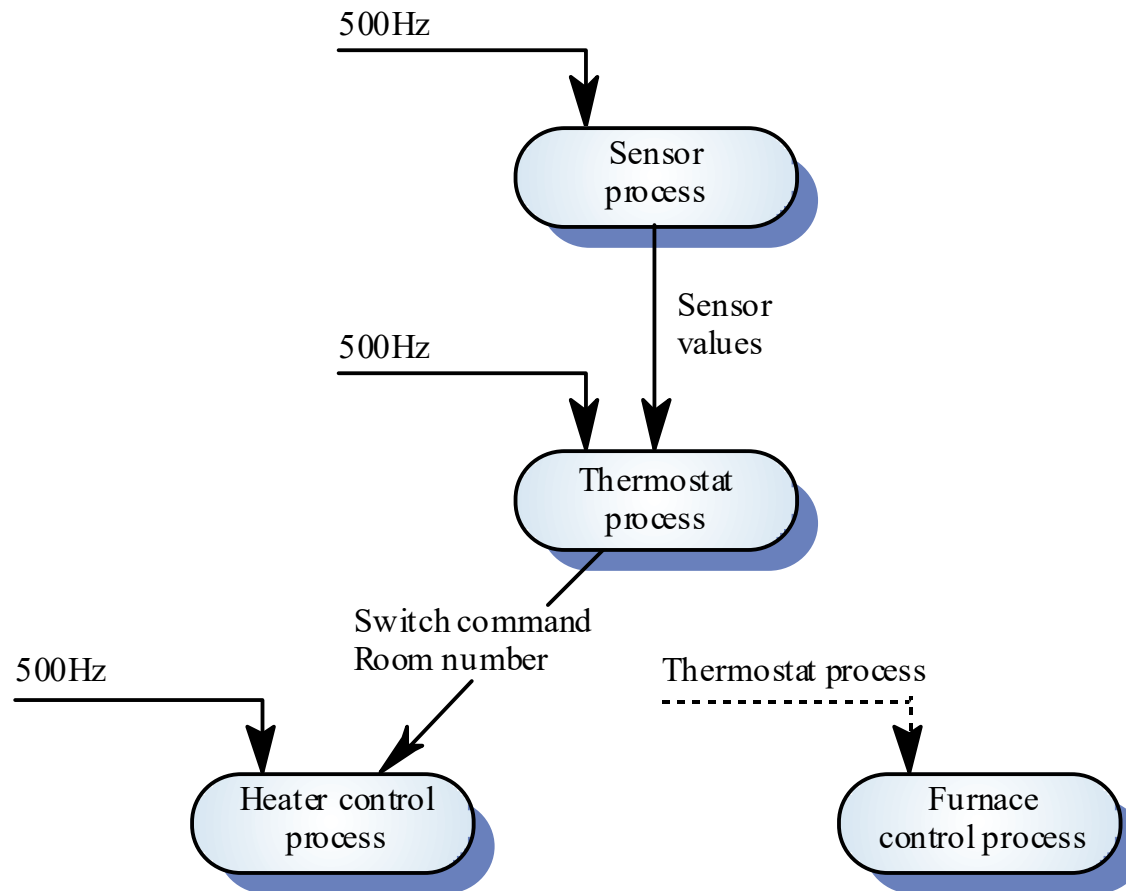 500Hz
Sensor
process
Sensor
values
500Hz
Thermostat
process
Switch command
Room number
500Hz
Thermostat process
Heater control
process
Furnace
control process